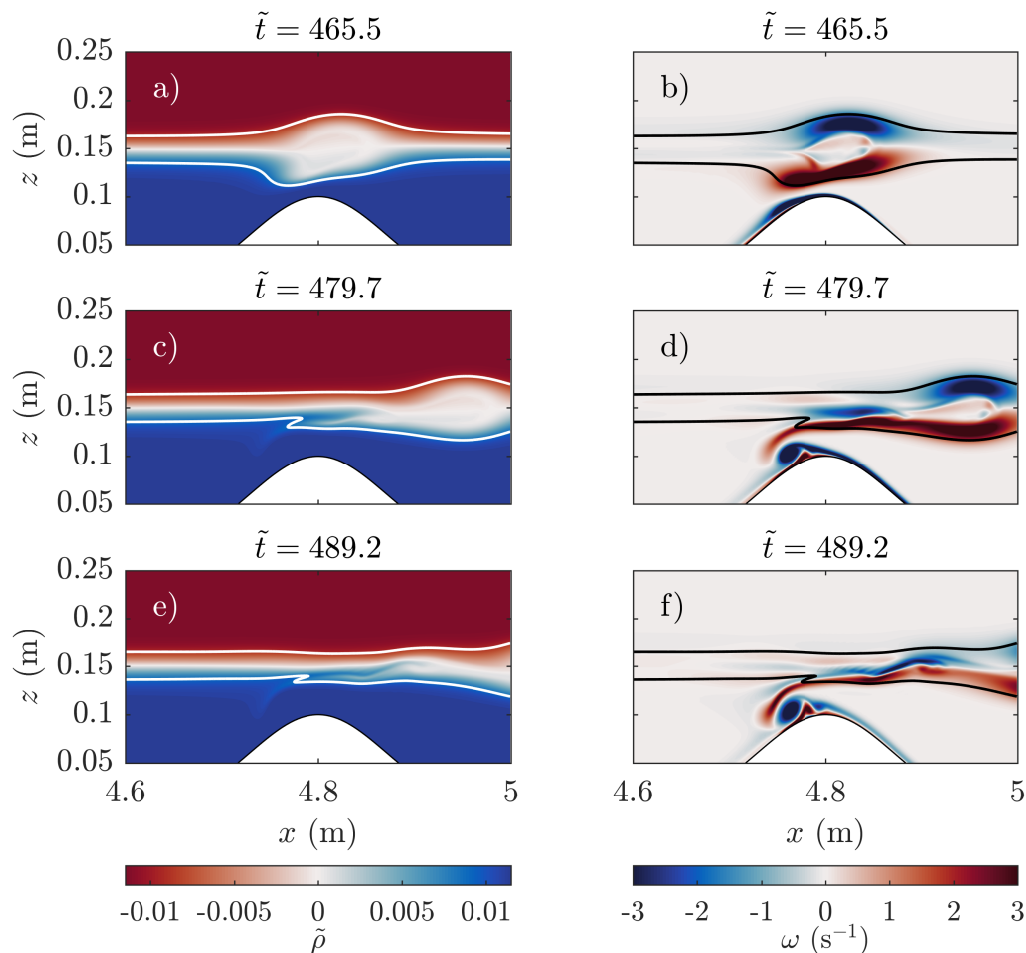 t̃ = 465.5
t̃ = 465.5
0.25
0.2
0.15
0.1
0.05
z (m)
a)
b)
t̃ = 479.7
t̃ = 479.7
0.25
0.2
0.15
0.1
0.05
z (m)
c)
d)
t̃ = 489.2
t̃ = 489.2
0.25
0.2
0.15
0.1
0.05
z (m)
e)
f)
4.6 4.8 5
x (m)
4.6 4.8 5
x (m)
-0.01 -0.005 0 0.005 0.01
ρ̃
-3 -2 -1 0 1 2 3
ω (s⁻¹)